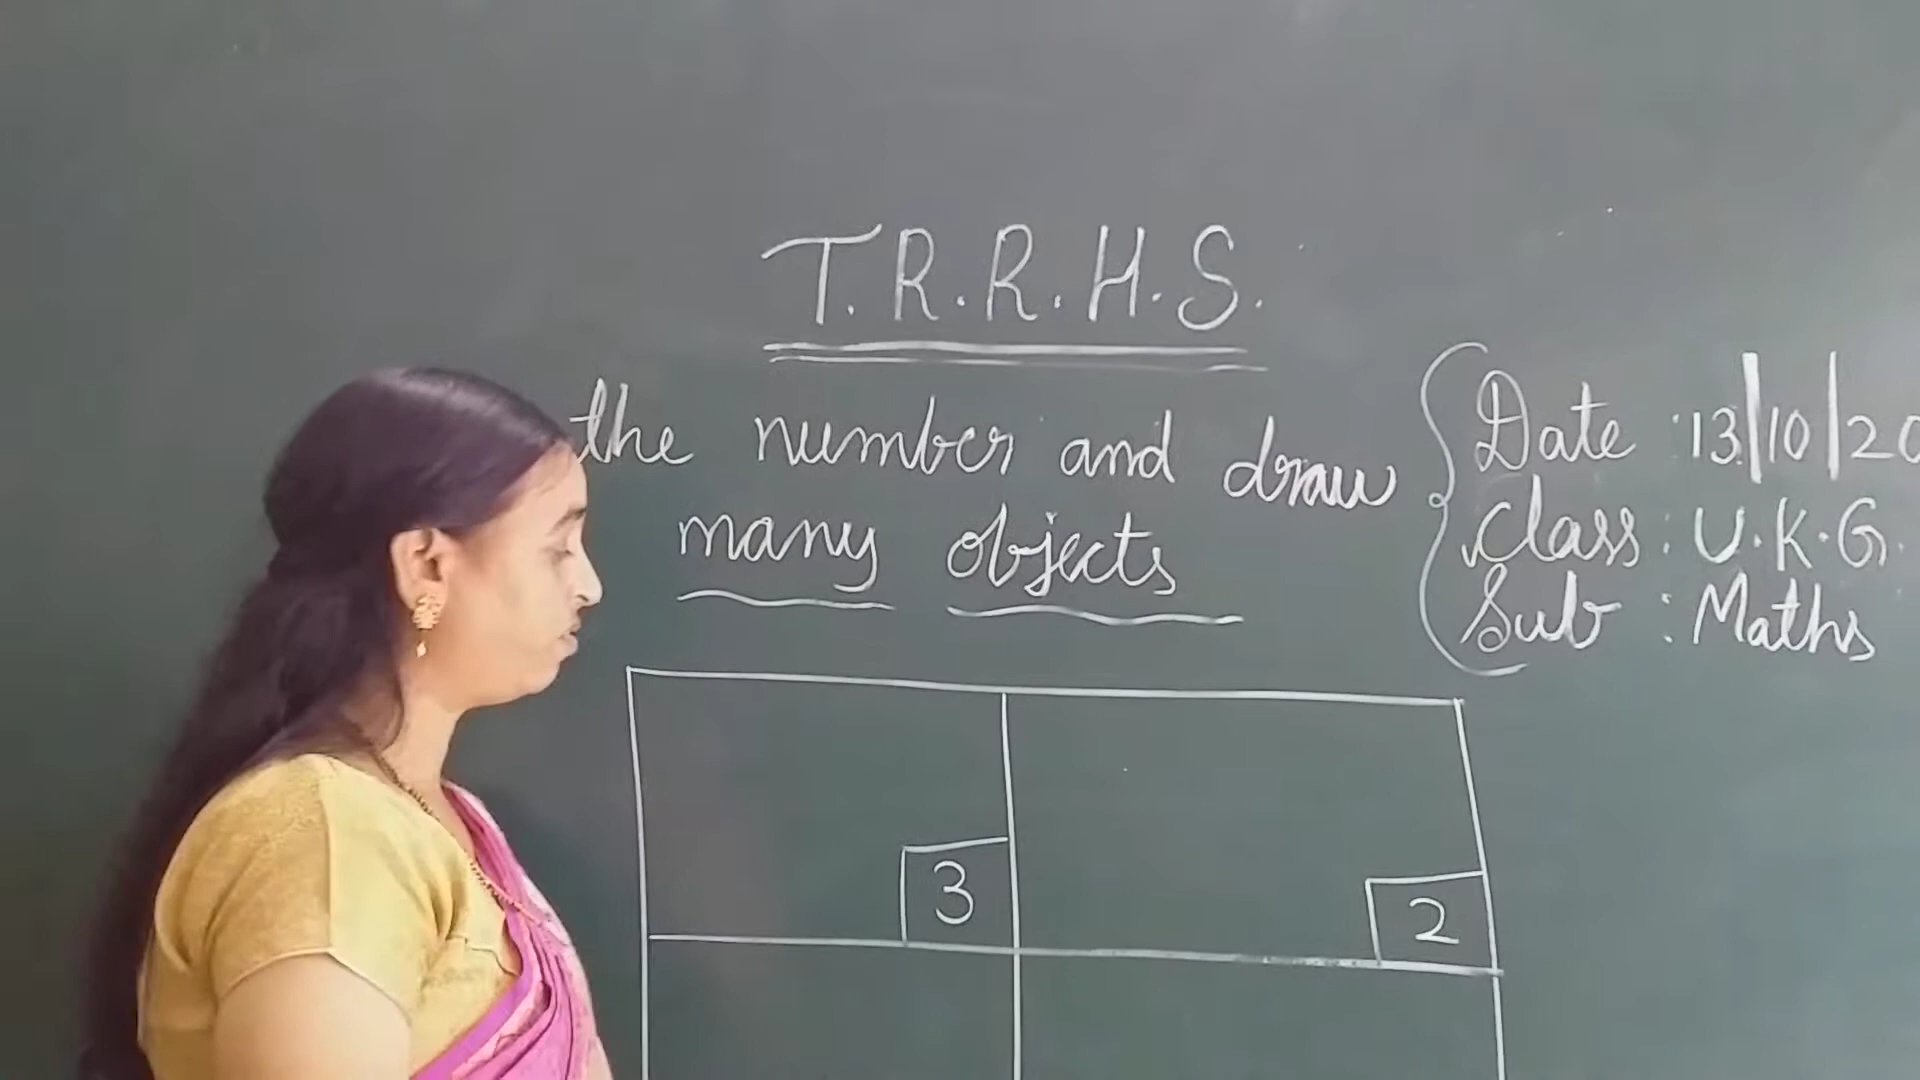 T.R.R.H.S.
the number and draw
many objects
Date : 13/10/20
Class : U.K.G.
Sub : Maths
3
2